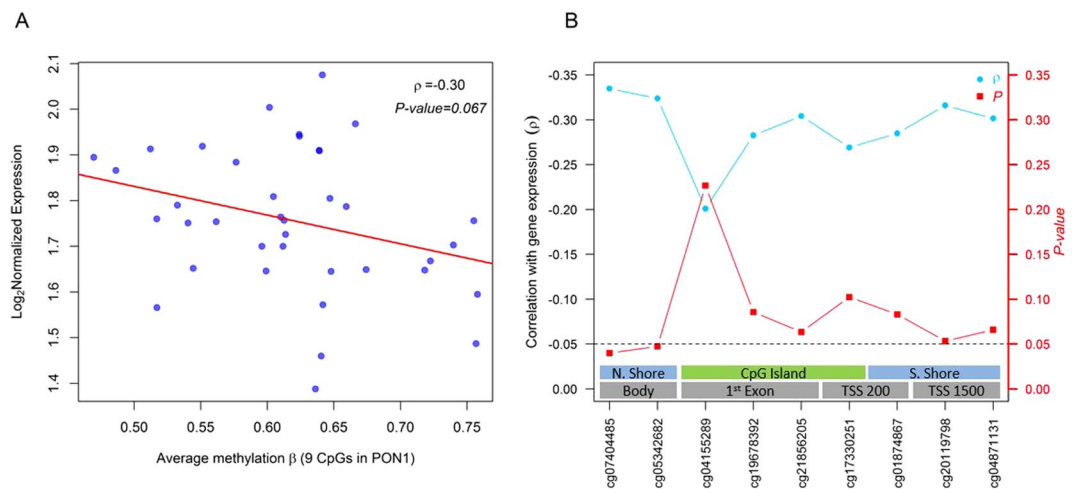 A
ρ =-0.30
P-value=0.067
Log₂Normalized Expression
2.1
2.0
1.9
1.8
1.7
1.6
1.5
1.4
0.50
0.55
0.60
0.65
0.70
0.75
Average methylation β (9 CpGs in PON1)
B
ρ
P
Correlation with gene expression (ρ)
-0.35
-0.30
-0.25
-0.20
-0.15
-0.10
-0.05
0.00
0.35
0.30
0.25
0.20
0.15
0.10
0.05
0.00
P-value
N. Shore
CpG Island
S. Shore
Body
1st Exon
TSS 200
TSS 1500
cg07404485
cg05342682
cg04155289
cg19678392
cg21856205
cg17330251
cg01874867
cg20119798
cg04871131